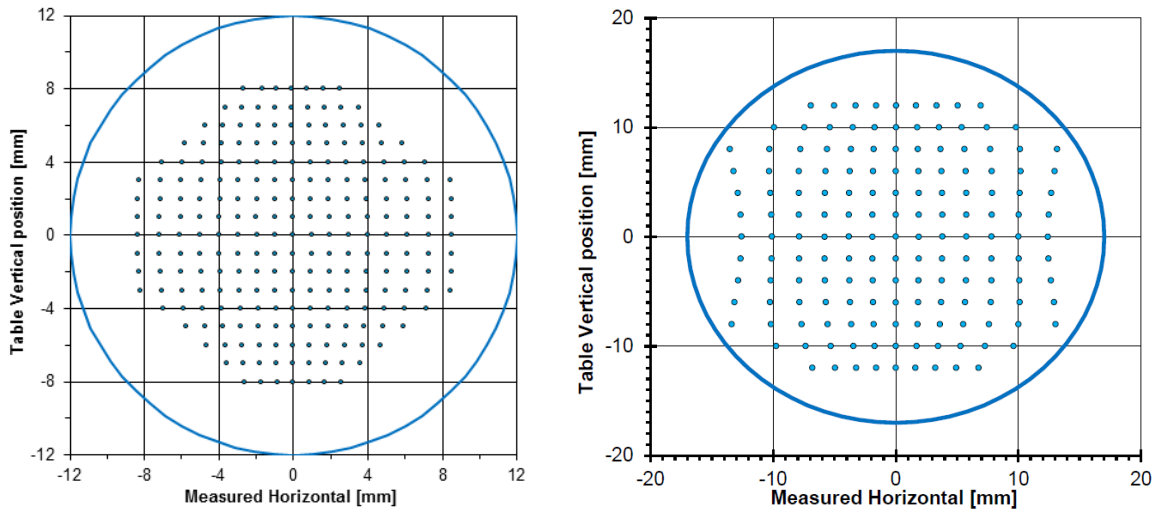 12
8
4
0
-4
-8
-12
-12 -8 -4 0 4 8 12
Table Vertical position [mm]
Measured Horizontal [mm]
20
10
0
-10
-20
-20 -10 0 10 20
Table Vertical position [mm]
Measured Horizontal [mm]